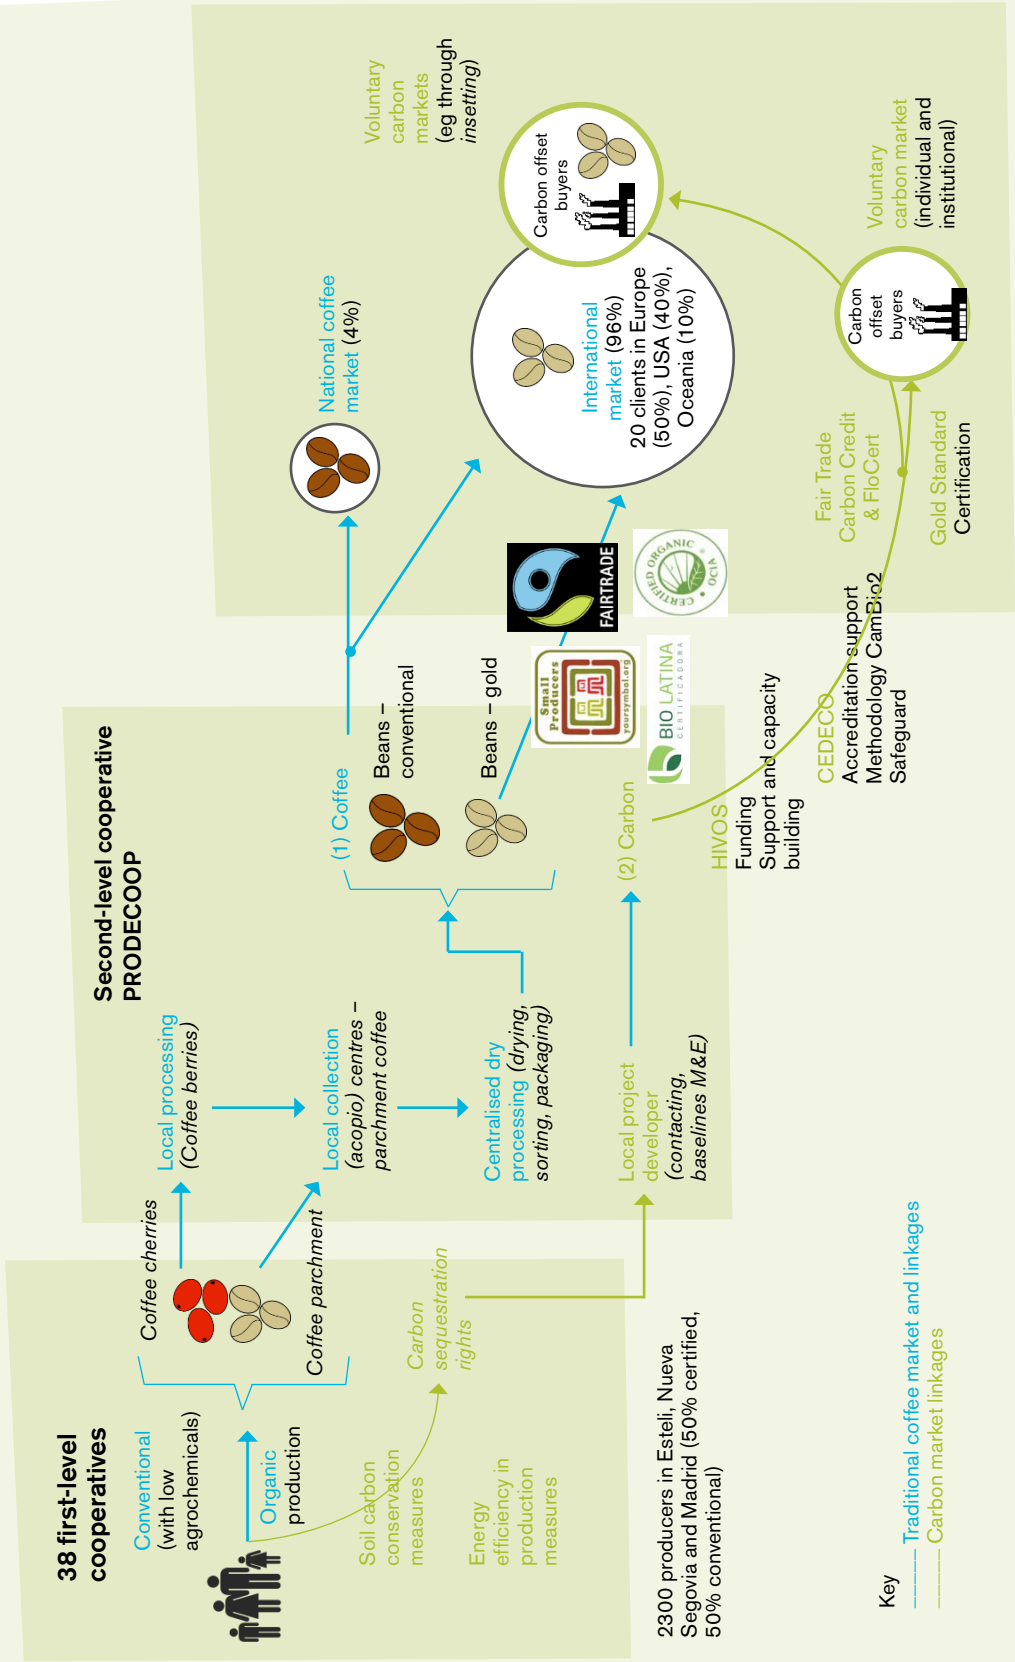 38 first-level
cooperatives
Conventional
(with low
agrochemicals)
Organic
production
Soil carbon
conservation
measures
Energy
efficiency in
production
measures
2300 producers in Esteli, Nueva
Segovia and Madrid (50% certified,
50% conventional)
Coffee cherries
Coffee parchment
Carbon
sequestration
rights
Second-level cooperative
PRODECOOP
Local processing
(Coffee berries)
Local collection
(acopio) centres –
parchment coffee
Centralised dry
processing (drying,
sorting, packaging)
Local project
developer
(contacting,
baselines M&E)
(1) Coffee
Beans –
conventional
Beans – gold
(2) Carbon
HIVOS
Funding
Support and capacity
building
CEDECO
Accreditation support
Methodology CamBio2
Safeguard
Small
Producers
yoursymbol.org
BIO LATINA
CERTIFICADORA
FAIRTRADE
CERTIFIED ORGANIC
OCIA
National coffee
market (4%)
International
market (96%)
20 clients in Europe
(50%), USA (40%),
Oceania (10%)
Carbon offset
buyers
Voluntary
carbon
markets
(eg through
insetting)
Fair Trade
Carbon Credit
& FloCert
Gold Standard
Certification
Carbon
offset
buyers
Voluntary
carbon market
(individual and
institutional)
Key
Traditional coffee market and linkages
Carbon market linkages